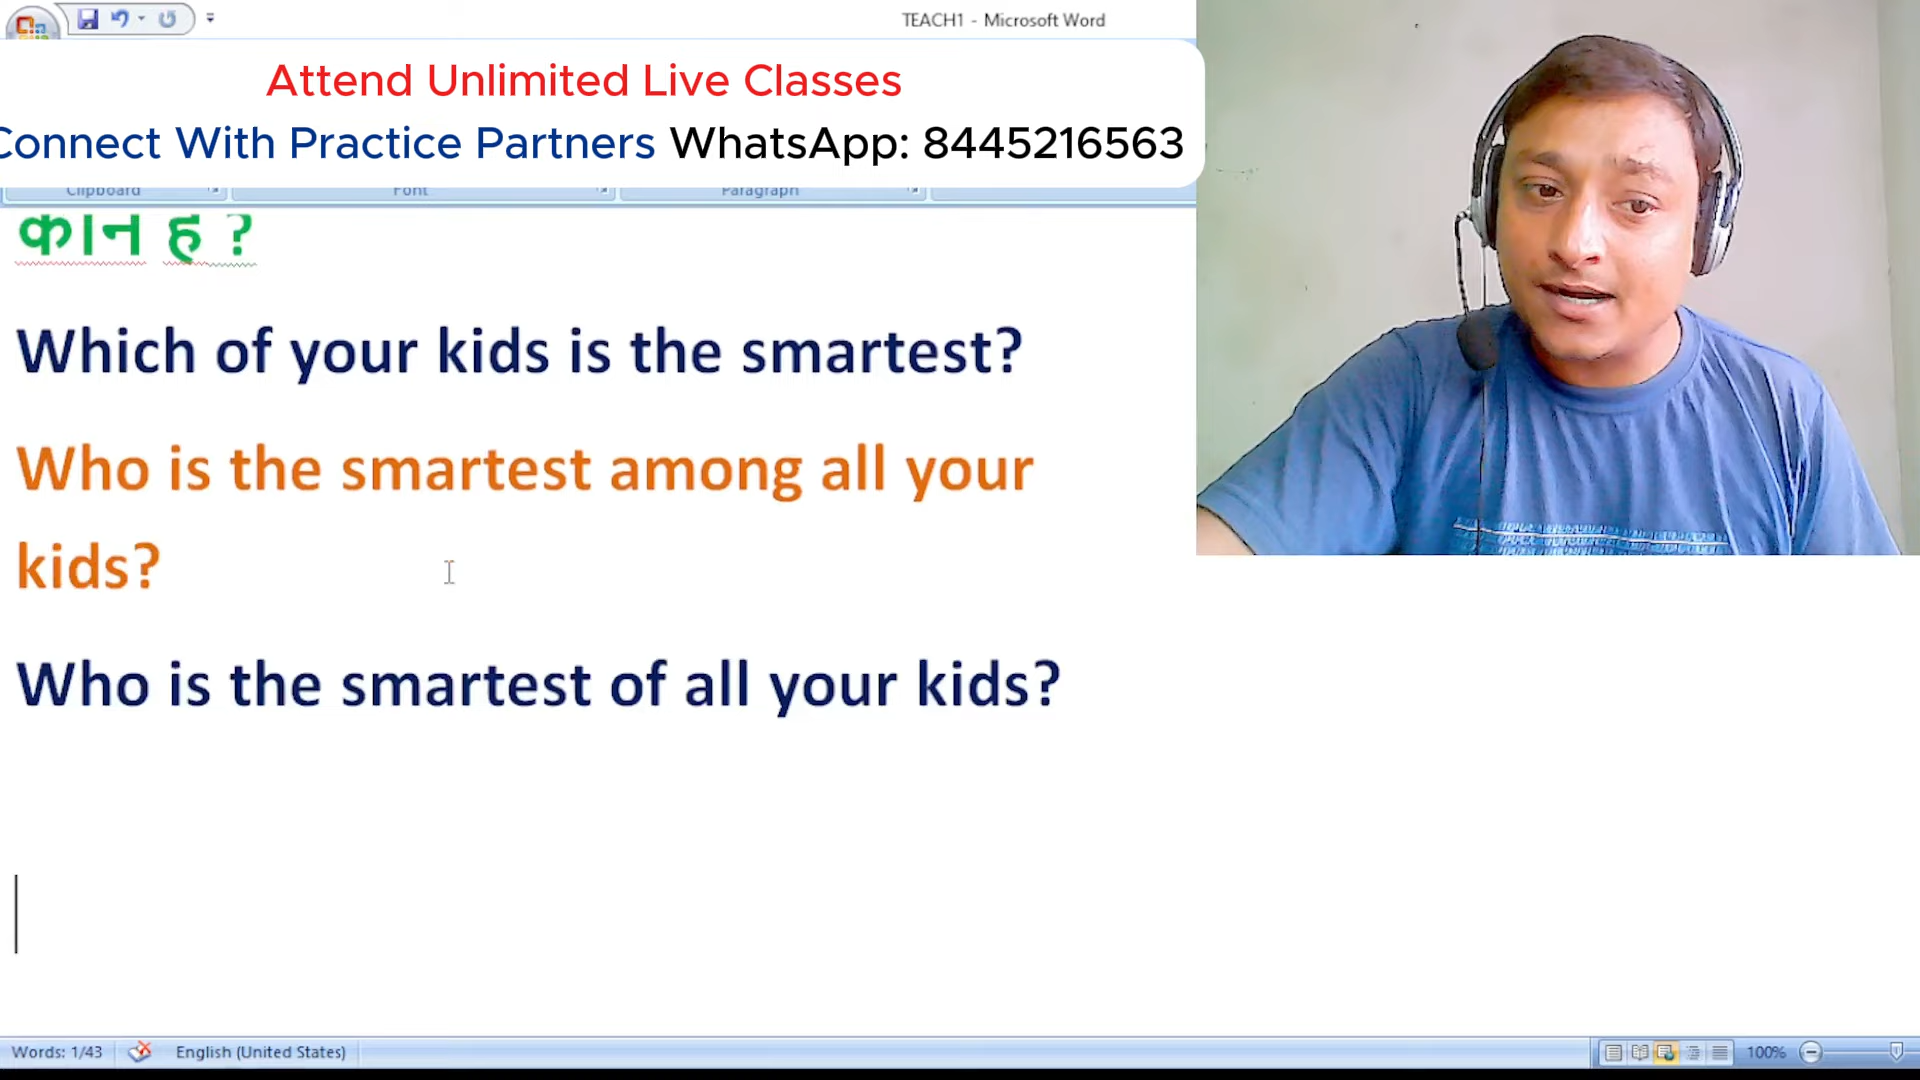 TEACH1 - Microsoft Word
Attend Unlimited Live Classes
Connect With Practice Partners WhatsApp: 8445216563
Clipboard Font Paragraph
कौन है ?
Which of your kids is the smartest?
Who is the smartest among all your
kids?
Who is the smartest of all your kids?
Words: 1/43 English (United States) 100%